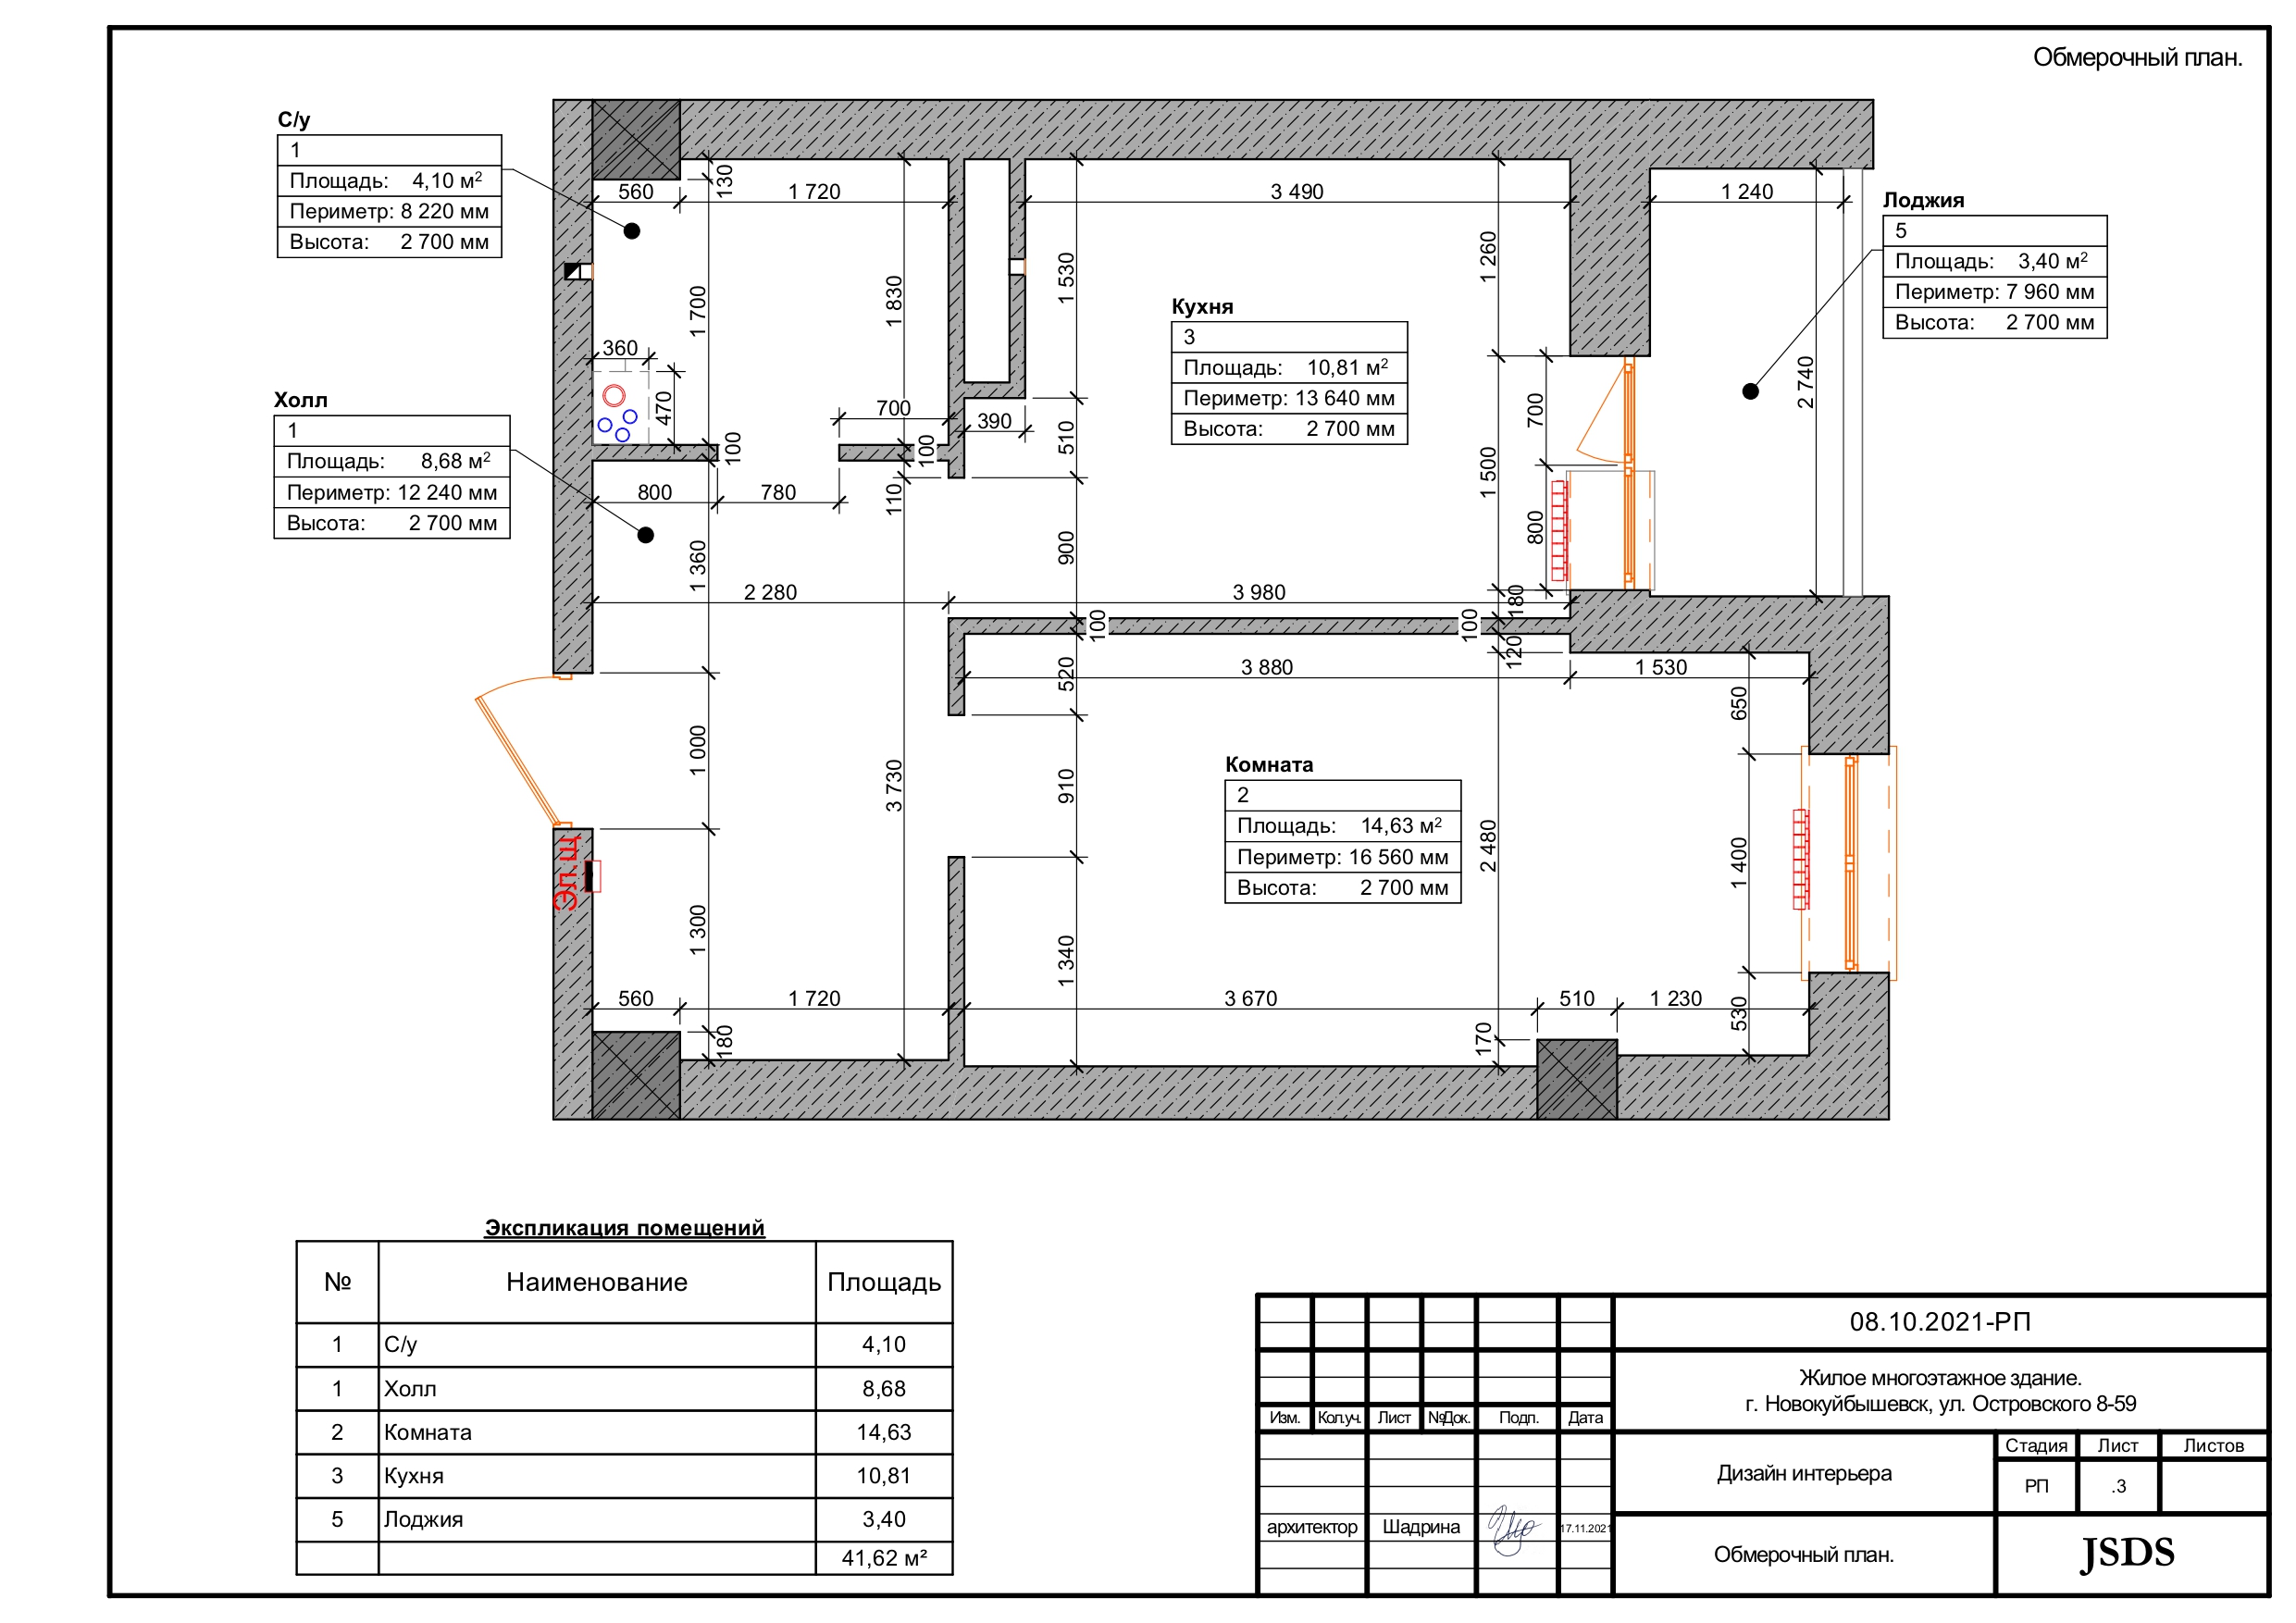 Обмерочный план.
С/у
1
Площадь: 4,10 м²
Периметр: 8 220 мм
Высота: 2 700 мм
Холл
1
Площадь: 8,68 м²
Периметр: 12 240 мм
Высота: 2 700 мм
Кухня
3
Площадь: 10,81 м²
Периметр: 13 640 мм
Высота: 2 700 мм
Лоджия
5
Площадь: 3,40 м²
Периметр: 7 960 мм
Высота: 2 700 мм
Комната
2
Площадь: 14,63 м²
Периметр: 16 560 мм
Высота: 2 700 мм
560
1 720
130
3 490
1 240
1 700
1 830
1 530
1 260
360
470
700
390
100
100
510
2 740
700
1 500
800
800
780
110
1 360
900
2 280
3 980
180
100
100
120
520
3 880
1 530
650
1 000
3 730
910
2 480
1 400
эл.щ
1 300
1 340
560
1 720
3 670
510
1 230
530
180
170
Экспликация помещений
№ Наименование Площадь
1 С/у 4,10
1 Холл 8,68
2 Комната 14,63
3 Кухня 10,81
5 Лоджия 3,40
41,62 м²
08.10.2021-РП
Жилое многоэтажное здание.
г. Новокуйбышевск, ул. Островского 8-59
Изм. Кол.уч. Лист №Док. Подп. Дата
Дизайн интерьера
Стадия Лист Листов
РП .3
архитектор Шадрина 17.11.2021
Обмерочный план.
JSDS